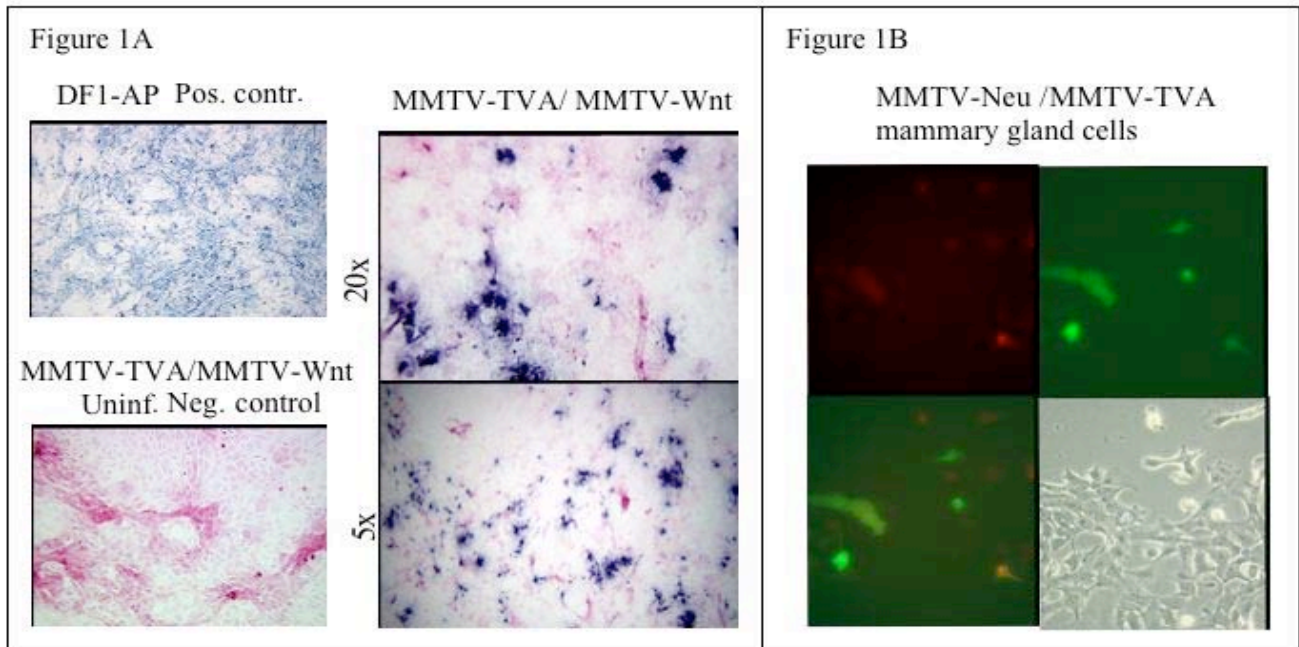 Figure 1A
DF1-AP Pos. contr.
MMTV-TVA/MMTV-Wnt
Uninf. Neg. control
MMTV-TVA/ MMTV-Wnt
20x
5x
Figure 1B
MMTV-Neu /MMTV-TVA
mammary gland cells